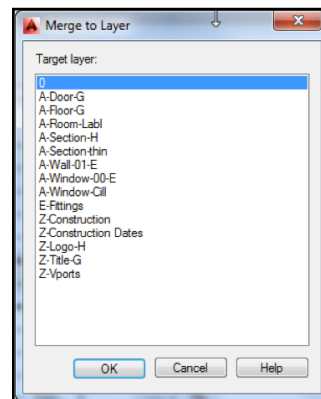 Merge to Layer
Target layer:
0
A-Door-G
A-Floor-G
A-Room-Labl
A-Section-H
A-Section-thin
A-Wall-01-E
A-Window-00-E
A-Window-Cill
E-Fittings
Z-Construction
Z-Construction Dates
Z-Logo-H
Z-Title-G
Z-Vports
OK Cancel Help